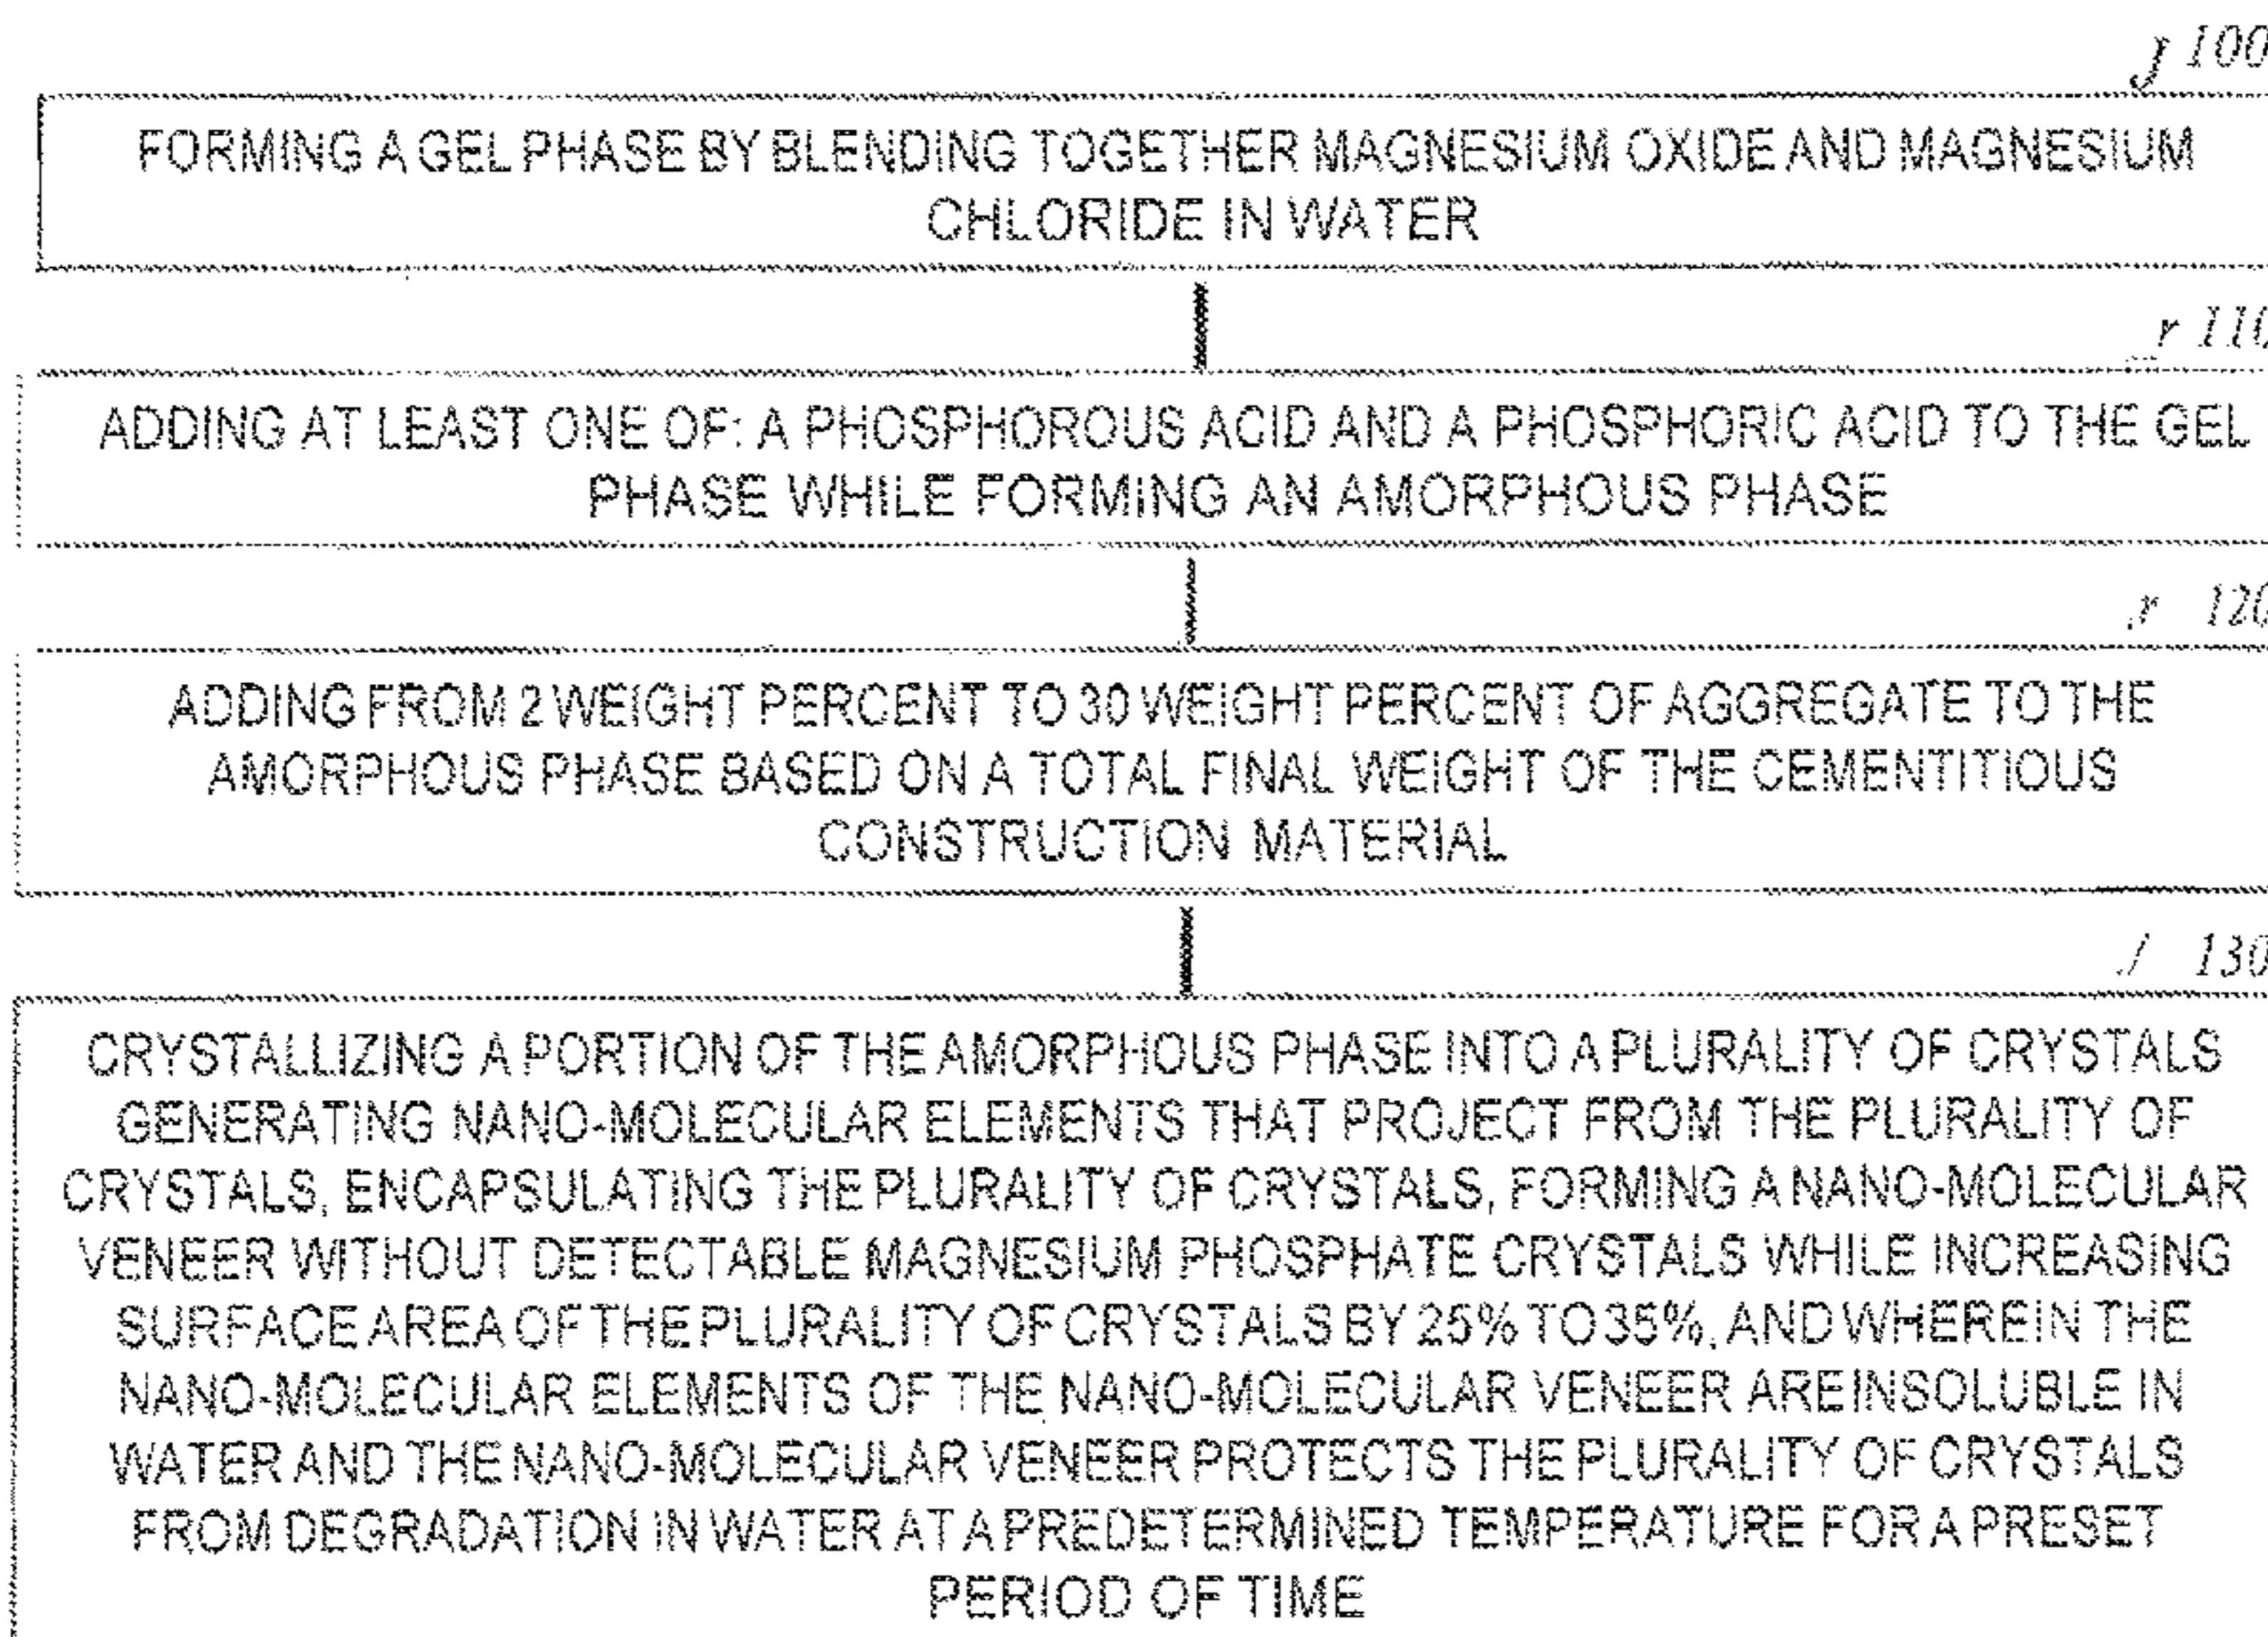 100
FORMING A GEL PHASE BY BLENDING TOGETHER MAGNESIUM OXIDE AND MAGNESIUM
CHLORIDE IN WATER
110
ADDING AT LEAST ONE OF: A PHOSPHOROUS ACID AND A PHOSPHORIC ACID TO THE GEL
PHASE WHILE FORMING AN AMORPHOUS PHASE
120
ADDING FROM 2 WEIGHT PERCENT TO 30 WEIGHT PERCENT OF AGGREGATE TO THE
AMORPHOUS PHASE BASED ON A TOTAL FINAL WEIGHT OF THE CEMENTITIOUS
CONSTRUCTION MATERIAL
130
CRYSTALLIZING A PORTION OF THE AMORPHOUS PHASE INTO A PLURALITY OF CRYSTALS
GENERATING NANO-MOLECULAR ELEMENTS THAT PROJECT FROM THE PLURALITY OF
CRYSTALS, ENCAPSULATING THE PLURALITY OF CRYSTALS, FORMING A NANO-MOLECULAR
VENEER WITHOUT DETECTABLE MAGNESIUM PHOSPHATE CRYSTALS WHILE INCREASING
SURFACE AREA OF THE PLURALITY OF CRYSTALS BY 25% TO 35%, AND WHEREIN THE
NANO-MOLECULAR ELEMENTS OF THE NANO-MOLECULAR VENEER ARE INSOLUBLE IN
WATER AND THE NANO-MOLECULAR VENEER PROTECTS THE PLURALITY OF CRYSTALS
FROM DEGRADATION IN WATER AT A PREDETERMINED TEMPERATURE FOR A PRESET
PERIOD OF TIME